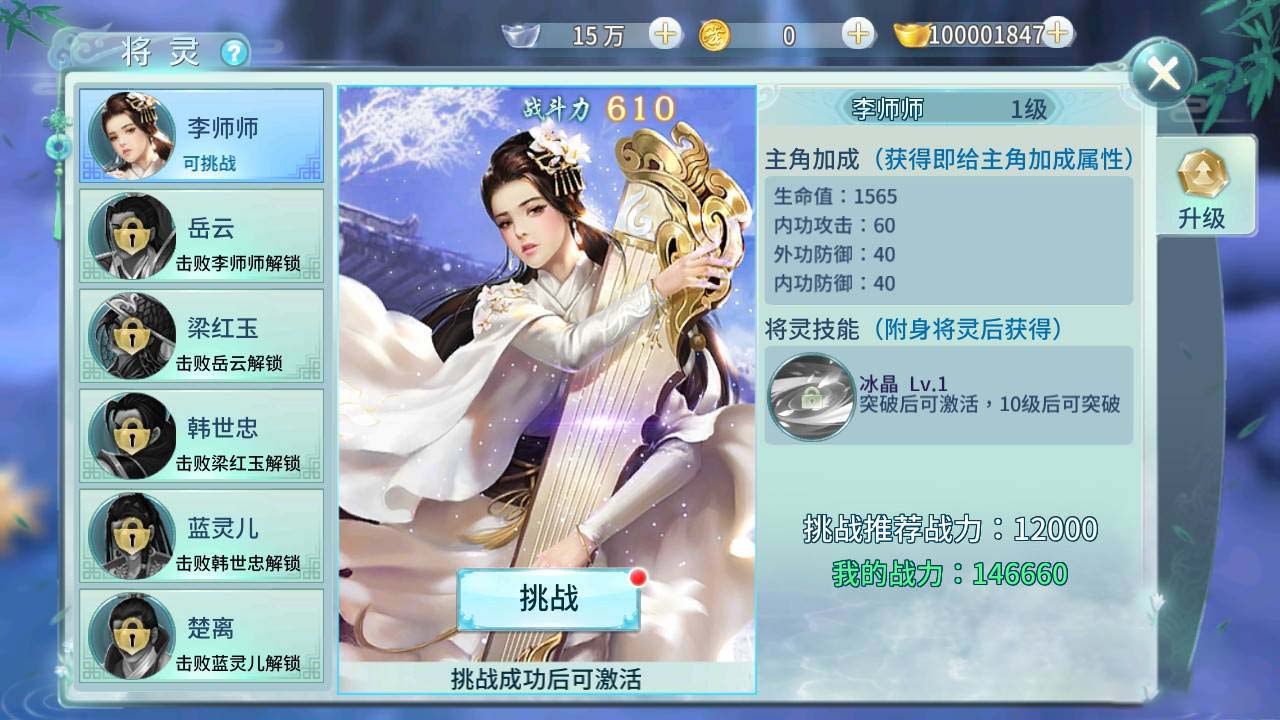 将灵
?
15万
0
100001847
李师师
可挑战
岳云
击败李师师解锁
梁红玉
击败岳云解锁
韩世忠
击败梁红玉解锁
蓝灵儿
击败韩世忠解锁
楚离
击败蓝灵儿解锁
战斗力 610
挑战
挑战成功后可激活
李师师 1级
主角加成（获得即给主角加成属性）
生命值：1565
内功攻击：60
外功防御：40
内功防御：40
将灵技能（附身将灵后获得）
冰晶 Lv.1
突破后可激活，10级后可突破
挑战推荐战力：12000
我的战力：146660
升级